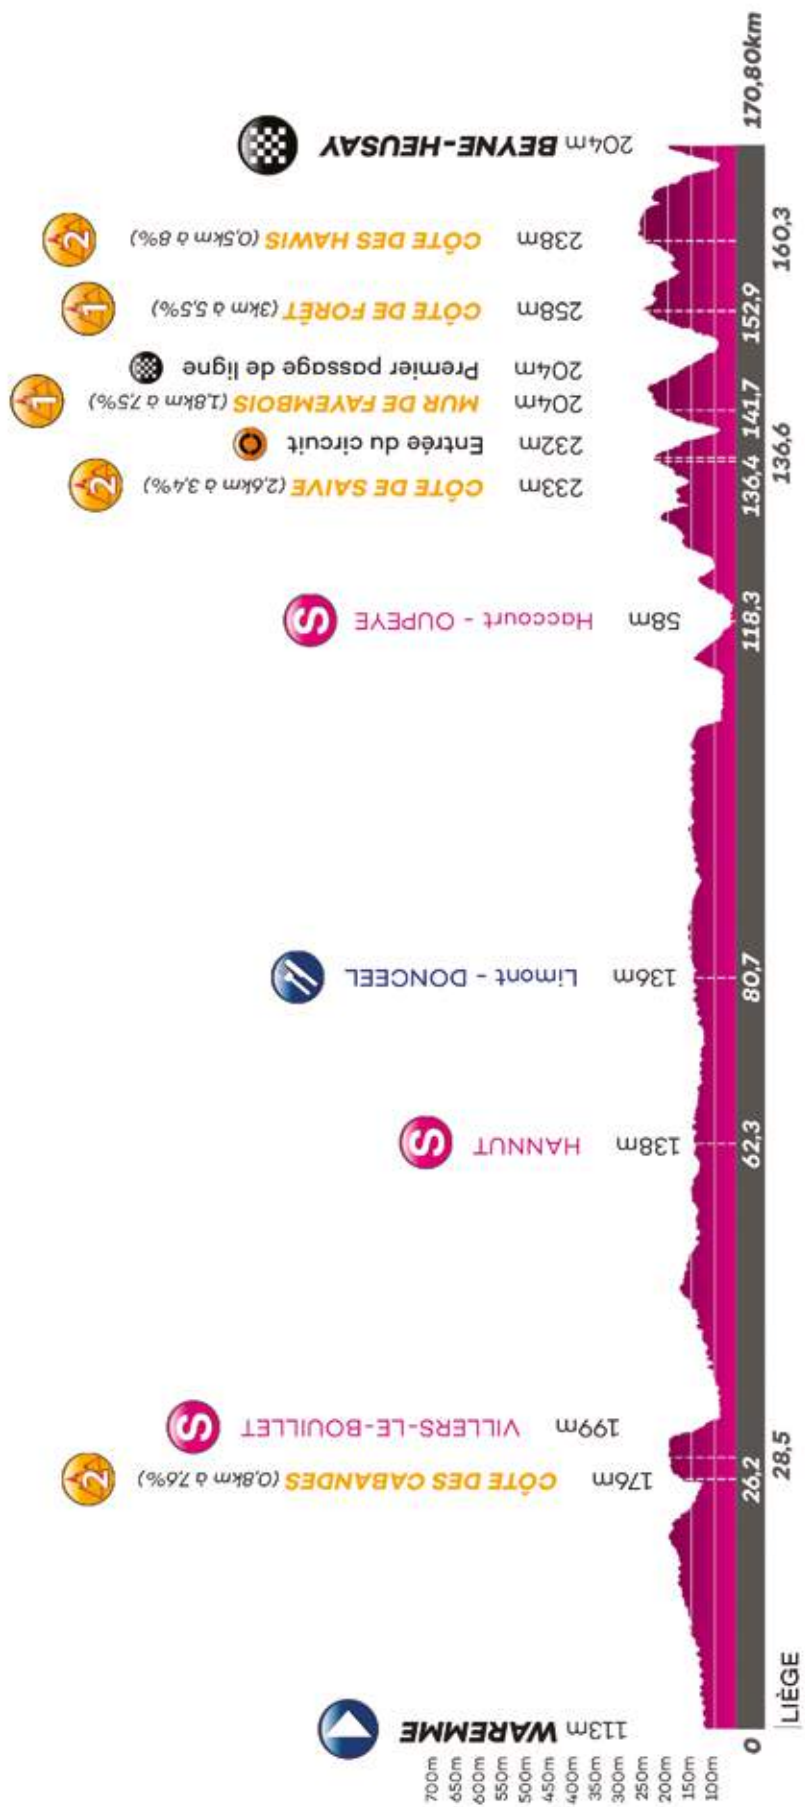 700m
650m
600m
550m
500m
450m
400m
350m
300m
250m
200m
150m
100m
113m WAREMME
176m CÔTE DES CABANDES (0,8km à 7,6%) 2
199m VILLERS-LE-BOUILLET S
138m HANNUT S
136m Limont - DONCEEL
58m Haccourt - OUPEYE S
233m CÔTE DE SAIVE (2,6km à 3,4%) 2
232m Entrée du circuit
204m MUR DE FAYEMBOIS (1,8km à 7,5%) 1
204m Premier passage de ligne
258m CÔTE DE FORÊT (3km à 5,5%) 1
238m CÔTE DES HAWIS (0,5km à 8%) 2
204m BEYNE-HEUSAY
0
26,2
28,5
62,3
80,7
118,3
136,4
136,6
141,7
152,9
160,3
170,80km
LIÈGE